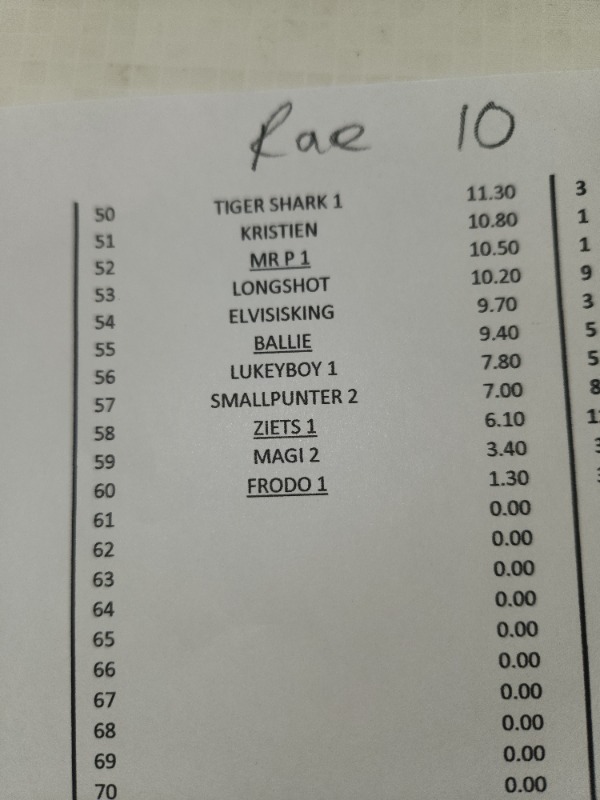 Rae 10
50 TIGER SHARK 1 11.30 3
51 KRISTIEN 10.80 1
52 MR P 1 10.50 1
53 LONGSHOT 10.20 9
54 ELVISISKING 9.70 3
55 BALLIE 9.40 5
56 LUKEYBOY 1 7.80 5
57 SMALLPUNTER 2 7.00 8
58 ZIETS 1 6.10
59 MAGI 2 3.40
60 FRODO 1 1.30
61 0.00
62 0.00
63 0.00
64 0.00
65 0.00
66 0.00
67 0.00
68 0.00
69 0.00
70 0.00